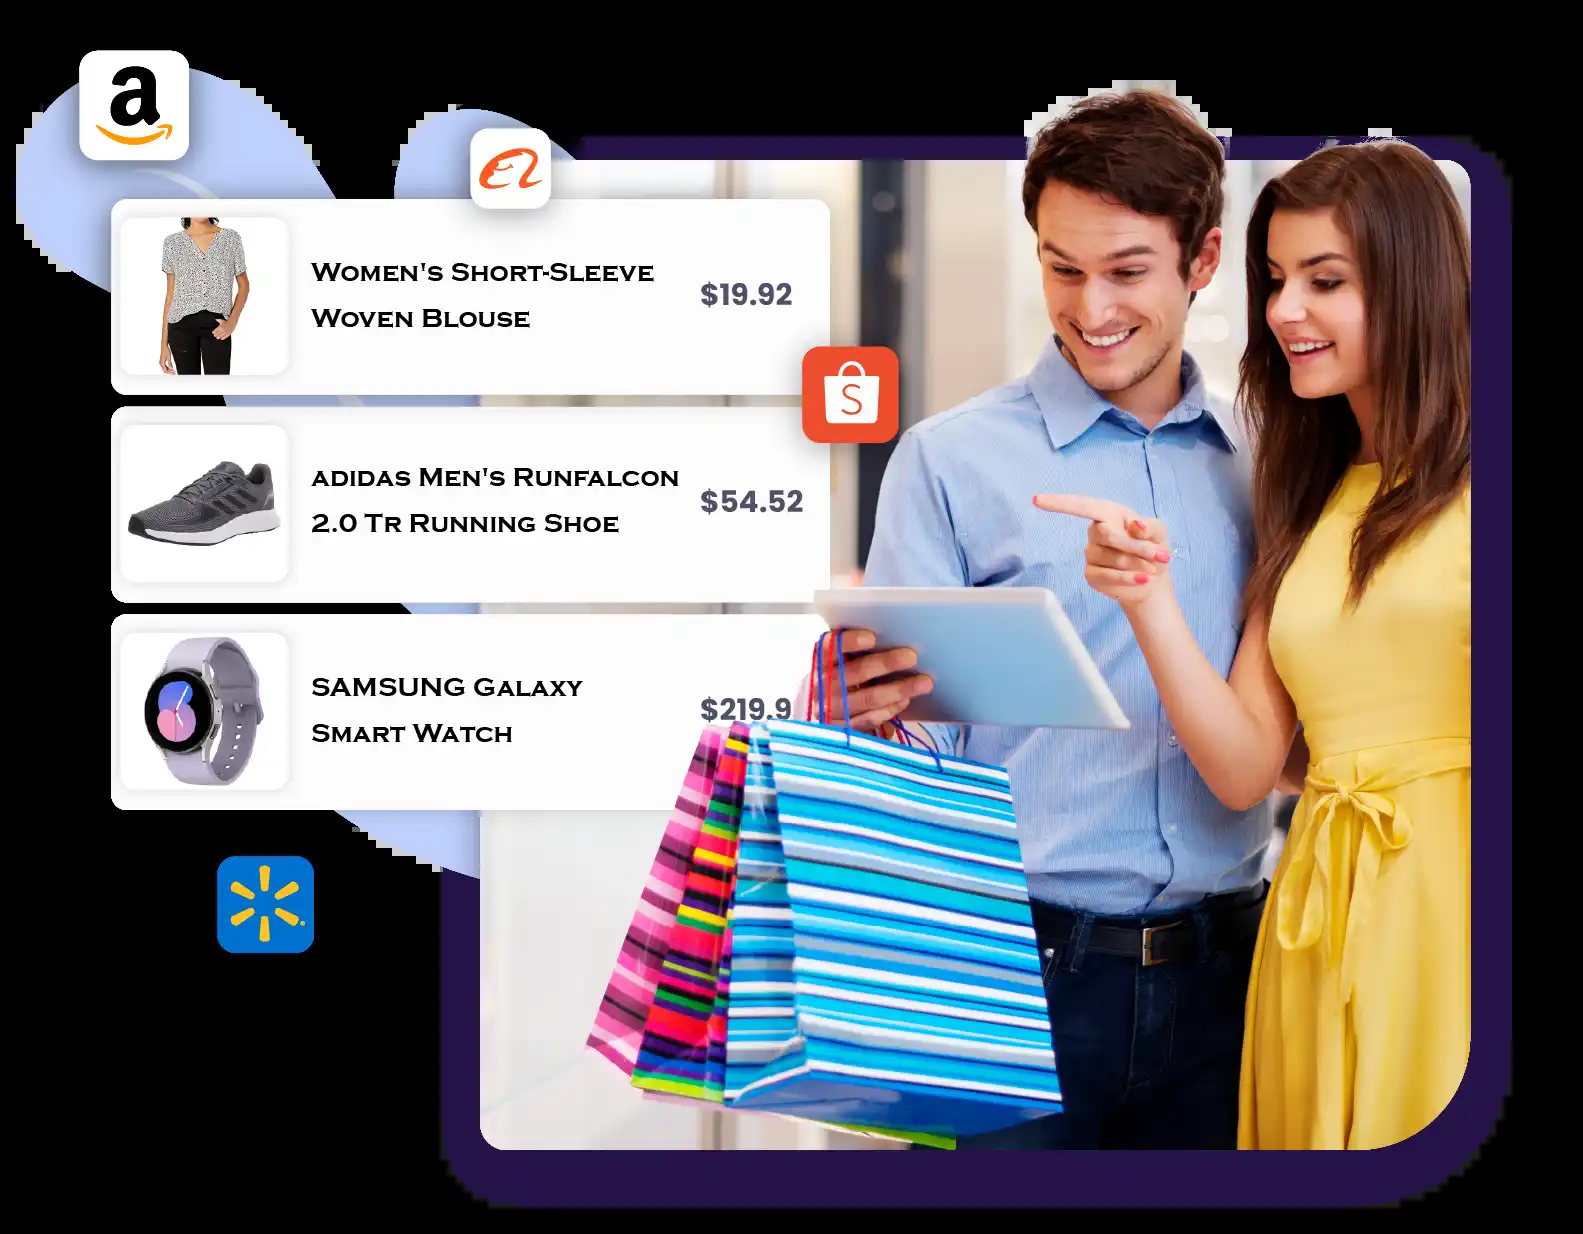 a
Women's Short-Sleeve
Woven Blouse
$19.92
S
adidas Men's Runfalcon
2.0 Tr Running Shoe
$54.52
SAMSUNG Galaxy
Smart Watch
$219.9